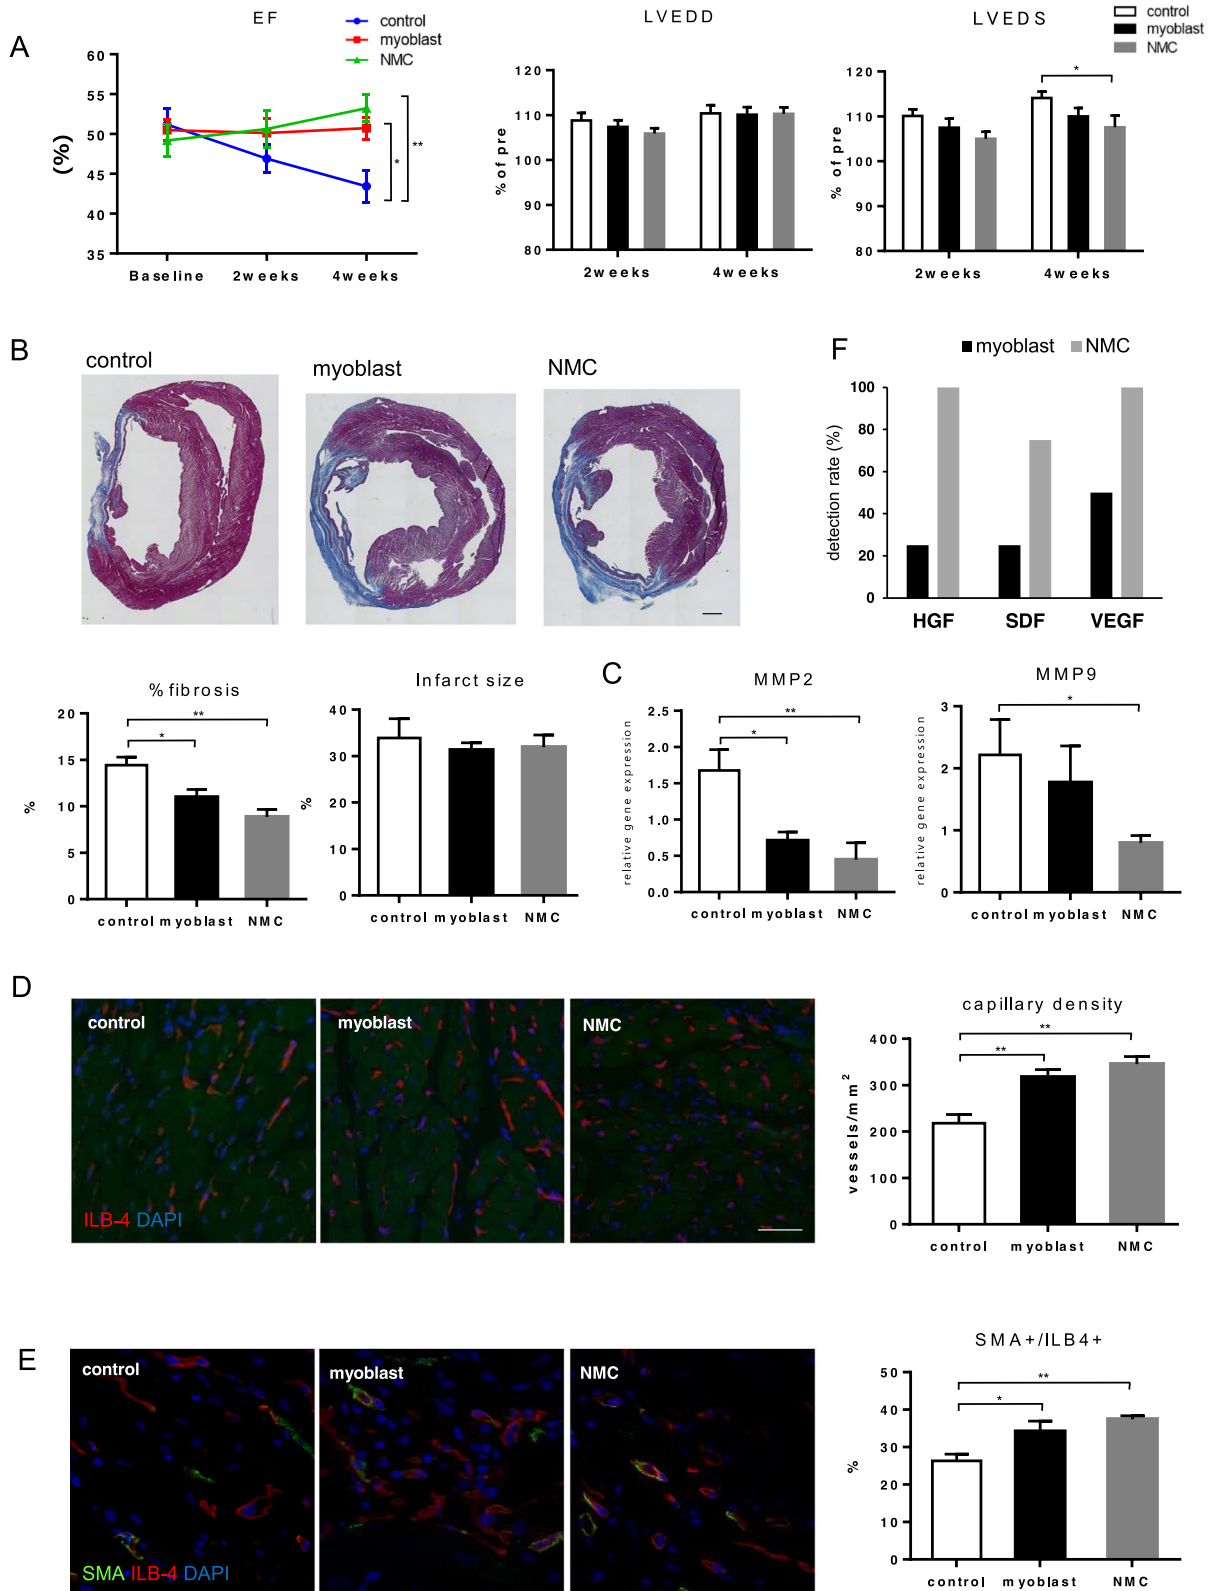 A
EF
control
myoblast
NMC
(%)
60
55
50
45
40
35
*
**
Baseline 2weeks 4weeks
LVEDD
% of pre
120
110
100
90
80
2weeks 4weeks
LVEDS
control
myoblast
NMC
% of pre
120
110
100
90
80
*
2weeks 4weeks
B
control
myoblast
NMC
F
myoblast NMC
detection rate (%)
100
80
60
40
20
0
HGF SDF VEGF
% fibrosis
%
20
15
10
5
0
**
*
control myoblast NMC
Infarct size
%
40
30
20
10
0
control myoblast NMC
C
MMP2
relative gene expression
2.5
2.0
1.5
1.0
0.5
0.0
**
*
control myoblast NMC
MMP9
relative gene expression
3
2
1
0
*
control myoblast NMC
D
control
myoblast
NMC
ILB-4 DAPI
capillary density
vessels/mm²
400
300
200
100
0
**
**
control myoblast NMC
E
control
myoblast
NMC
SMA ILB-4 DAPI
SMA+/ILB4+
%
50
40
30
20
10
0
**
*
control myoblast NMC